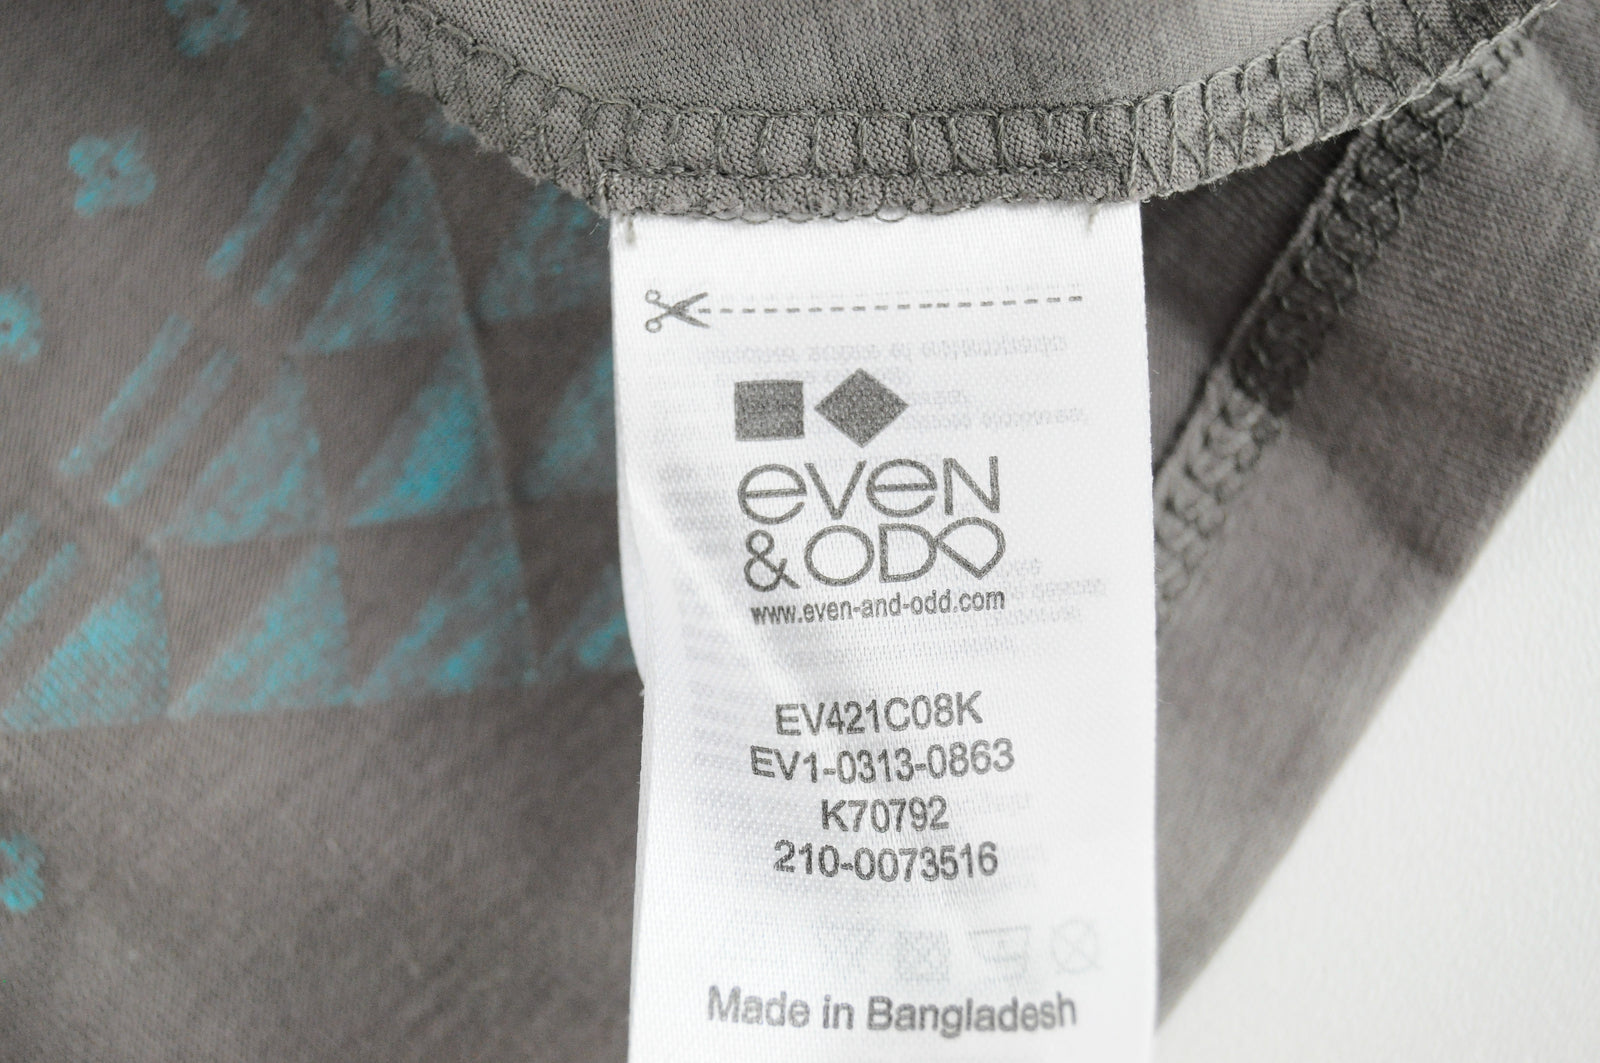 even
& ODD
www.even-and-odd.com
EV421C08K
EV1-0313-0863
K70792
210-0073516
Made in Bangladesh